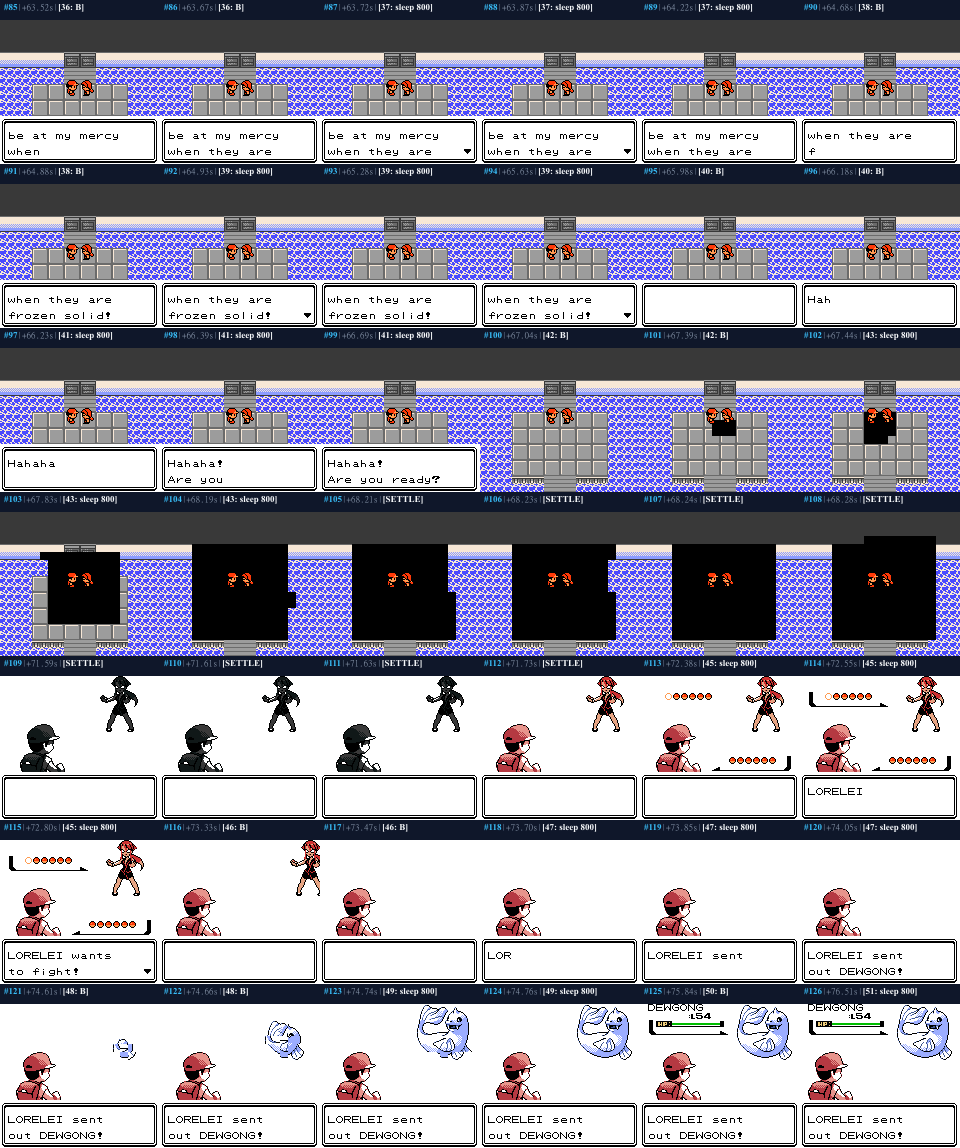 #85|+63.52s|[36: B]
#86|+63.67s|[36: B]
#87|+63.72s|[37: sleep 800]
#88|+63.87s|[37: sleep 800]
#89|+64.22s|[37: sleep 800]
#90|+64.68s|[38: B]
be at my mercy
when
be at my mercy
when they are
be at my mercy
when they are
be at my mercy
when they are
be at my mercy
when they are
when they are
f
#91|+64.88s|[38: B]
#92|+64.93s|[39: sleep 800]
#93|+65.28s|[39: sleep 800]
#94|+65.63s|[39: sleep 800]
#95|+65.98s|[40: B]
#96|+66.18s|[40: B]
when they are
frozen solid!
when they are
frozen solid!
when they are
frozen solid!
when they are
frozen solid!
Hah
#97|+66.23s|[41: sleep 800]
#98|+66.39s|[41: sleep 800]
#99|+66.69s|[41: sleep 800]
#100|+67.04s|[42: B]
#101|+67.39s|[42: B]
#102|+67.44s|[43: sleep 800]
Hahaha
Hahaha!
Are you
Hahaha!
Are you ready?
#103|+67.83s|[43: sleep 800]
#104|+68.19s|[43: sleep 800]
#105|+68.21s|[SETTLE]
#106|+68.23s|[SETTLE]
#107|+68.24s|[SETTLE]
#108|+68.28s|[SETTLE]
#109|+71.59s|[SETTLE]
#110|+71.61s|[SETTLE]
#111|+71.63s|[SETTLE]
#112|+71.73s|[SETTLE]
#113|+72.38s|[45: sleep 800]
#114|+72.55s|[45: sleep 800]
LORELEI
#115|+72.80s|[45: sleep 800]
#116|+73.33s|[46: B]
#117|+73.47s|[46: B]
#118|+73.70s|[47: sleep 800]
#119|+73.85s|[47: sleep 800]
#120|+74.05s|[47: sleep 800]
LORELEI wants
to fight!
LOR
LORELEI sent
LORELEI sent
out DEWGONG!
#121|+74.61s|[48: B]
#122|+74.66s|[48: B]
#123|+74.74s|[49: sleep 800]
#124|+74.76s|[49: sleep 800]
#125|+75.84s|[50: B]
#126|+76.51s|[51: sleep 800]
DEWGONG
:L54
HP:
DEWGONG
:L54
HP:
LORELEI sent
out DEWGONG!
LORELEI sent
out DEWGONG!
LORELEI sent
out DEWGONG!
LORELEI sent
out DEWGONG!
LORELEI sent
out DEWGONG!
LORELEI sent
out DEWGONG!